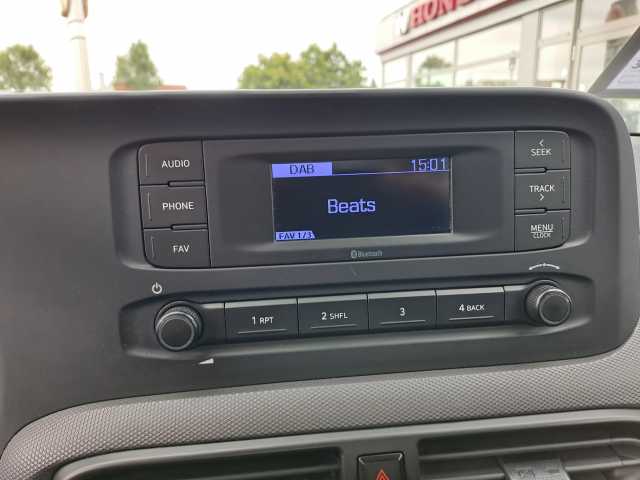 HOND
AUDIO
PHONE
FAV
DAB 15:01
Beats
FAV 1/3
Bluetooth
< SEEK
TRACK >
MENU
CLOCK
1 RPT
2 SHFL
3
4 BACK